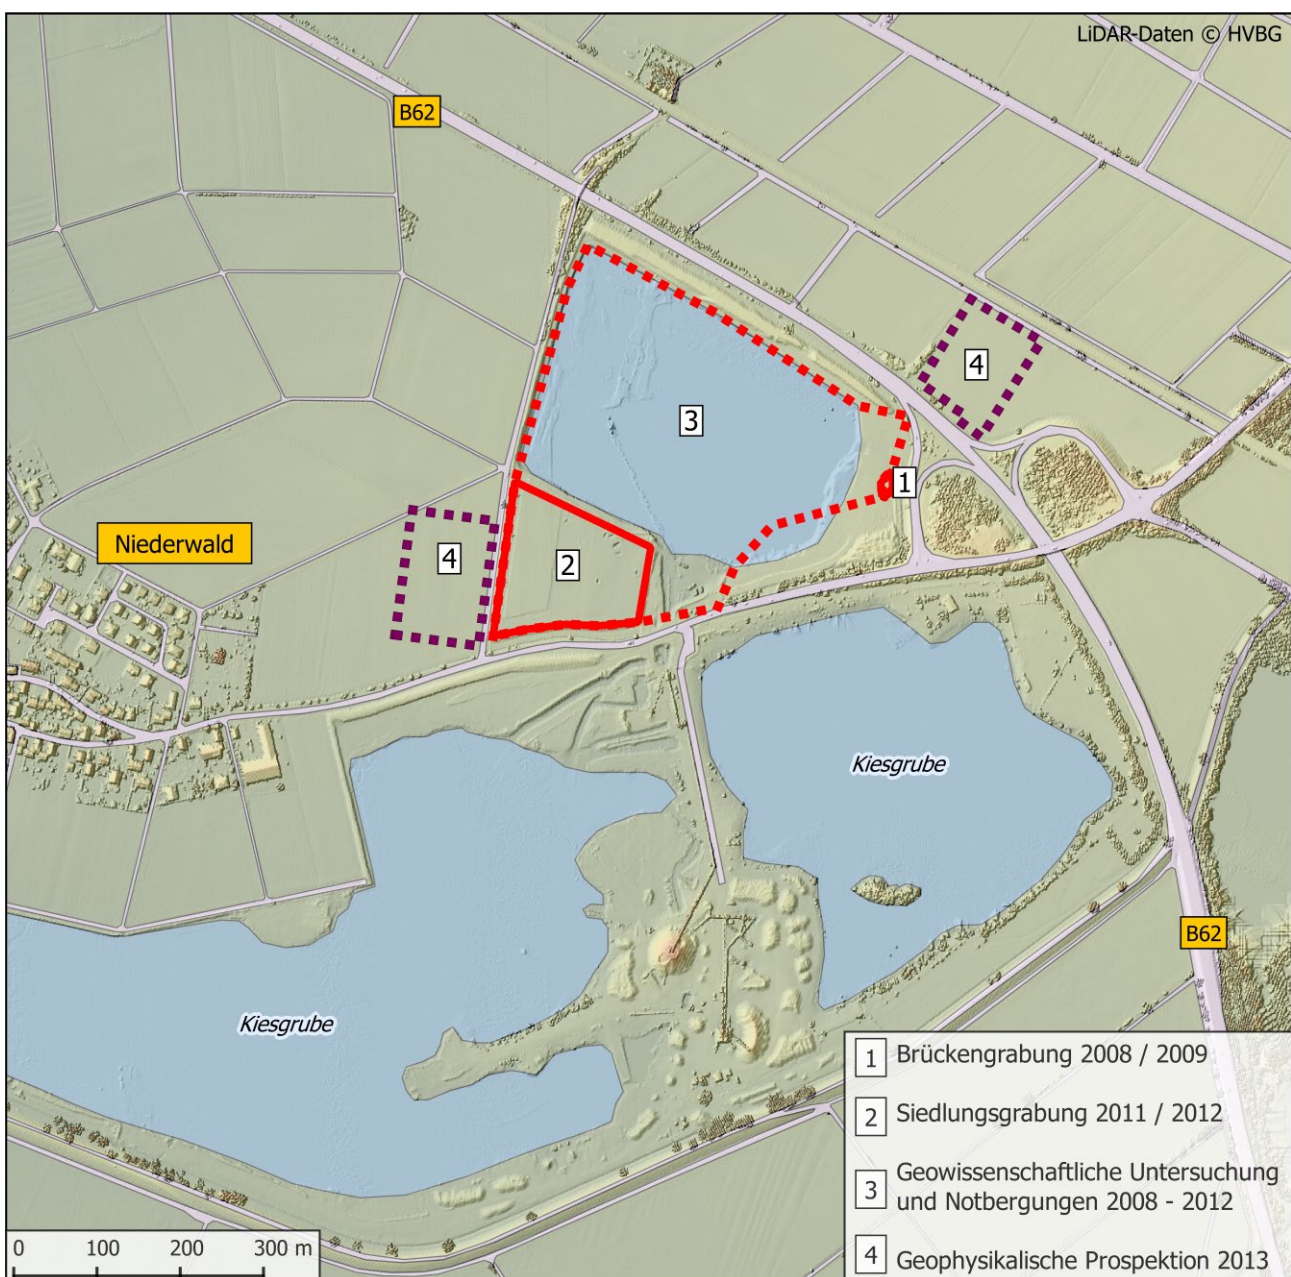 LiDAR-Daten © HVBG
B62
4
3
1
Niederwald
4
2
Kiesgrube
B62
Kiesgrube
1 Brückengrabung 2008 / 2009
2 Siedlungsgrabung 2011 / 2012
3 Geowissenschaftliche Untersuchung
und Notbergungen 2008 - 2012
4 Geophysikalische Prospektion 2013
0 100 200 300 m